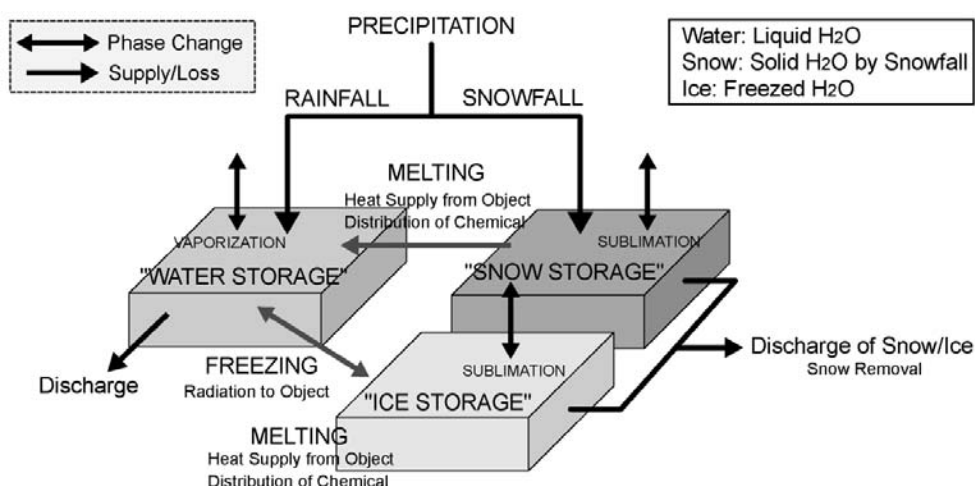 Phase Change
Supply/Loss
PRECIPITATION
Water: Liquid H2O
Snow: Solid H2O by Snowfall
Ice: Freezed H2O
RAINFALL
SNOWFALL
MELTING
Heat Supply from Object
Distribution of Chemical
VAPORIZATION
"WATER STORAGE"
SUBLIMATION
"SNOW STORAGE"
Discharge
FREEZING
Radiation to Object
SUBLIMATION
"ICE STORAGE"
Discharge of Snow/Ice
Snow Removal
MELTING
Heat Supply from Object
Distribution of Chemical